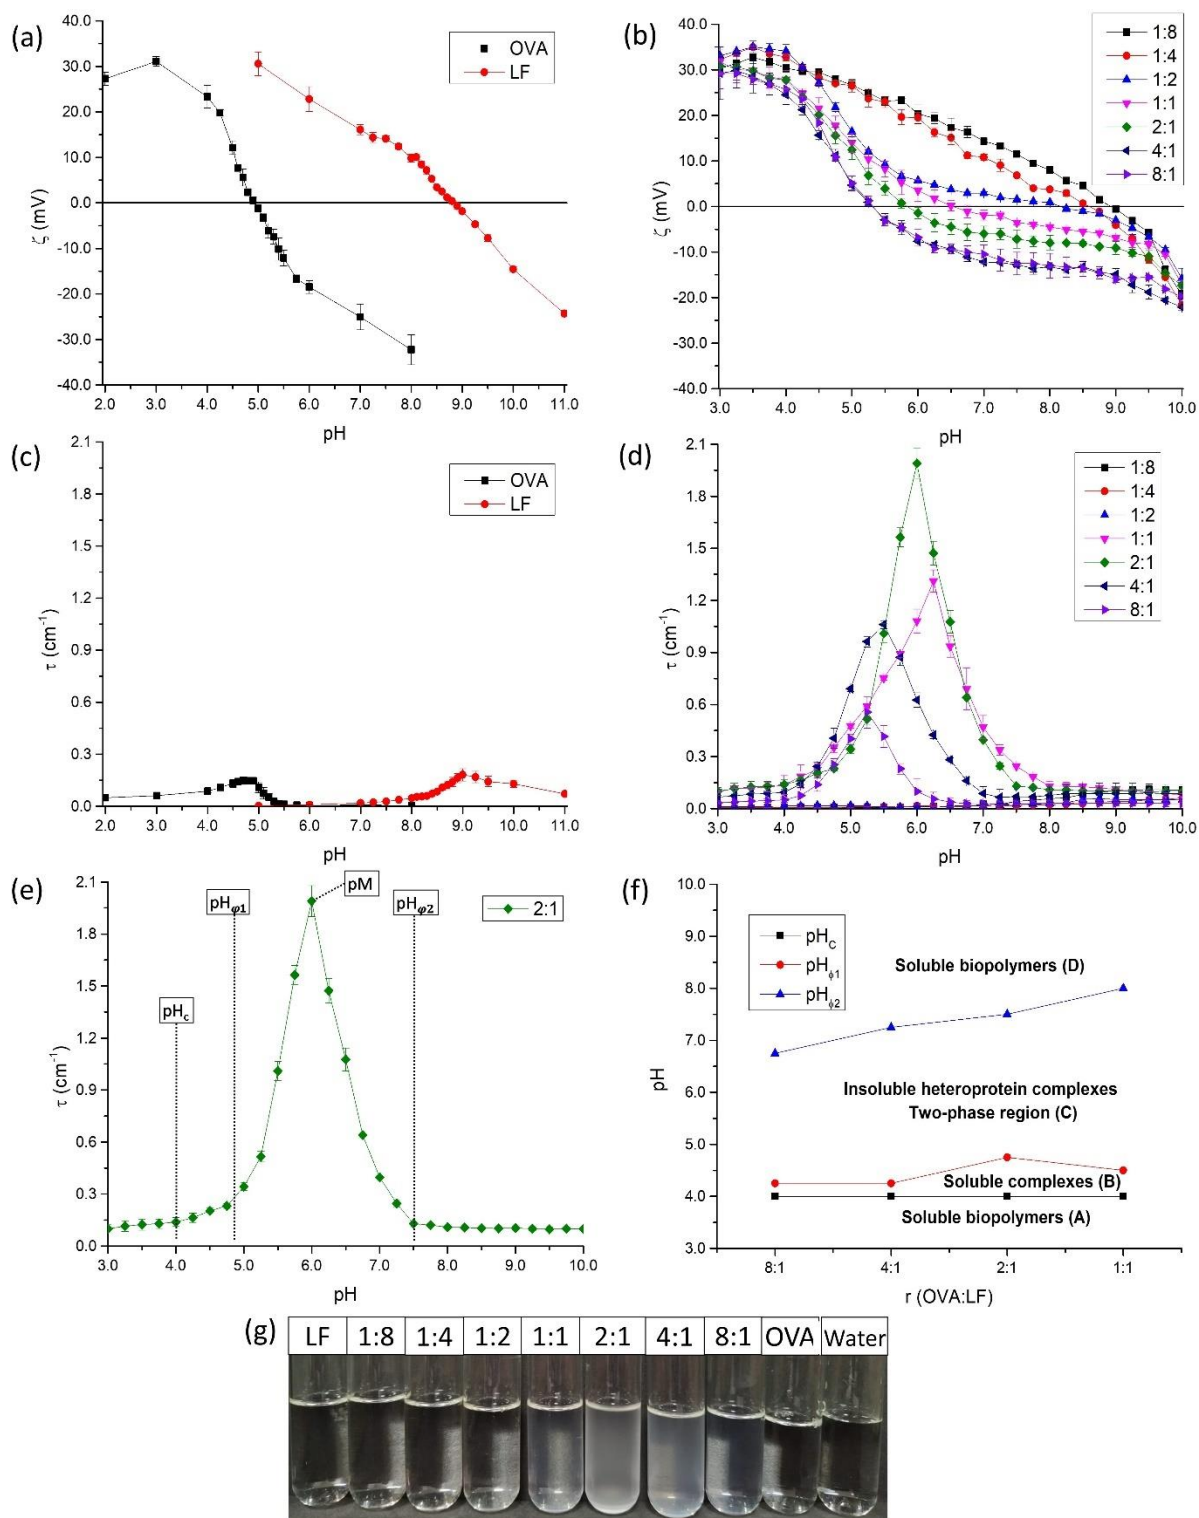 (a)
40.0
30.0
20.0
10.0
0.0
-10.0
-20.0
-30.0
-40.0
ζ (mV)
OVA
LF
2.0 3.0 4.0 5.0 6.0 7.0 8.0 9.0 10.0 11.0
pH
(b)
40.0
30.0
20.0
10.0
0.0
-10.0
-20.0
-30.0
-40.0
ζ (mV)
1:8
1:4
1:2
1:1
2:1
4:1
8:1
3.0 4.0 5.0 6.0 7.0 8.0 9.0 10.0
pH
(c)
2.1
1.8
1.5
1.2
0.9
0.6
0.3
0.0
τ (cm⁻¹)
OVA
LF
2.0 3.0 4.0 5.0 6.0 7.0 8.0 9.0 10.0 11.0
pH
(d)
2.1
1.8
1.5
1.2
0.9
0.6
0.3
0.0
τ (cm⁻¹)
1:8
1:4
1:2
1:1
2:1
4:1
8:1
3.0 4.0 5.0 6.0 7.0 8.0 9.0 10.0
pH
(e)
2.1
1.8
1.5
1.2
0.9
0.6
0.3
0.0
τ (cm⁻¹)
pHφ1
pM
pHφ2
2:1
pHc
3.0 4.0 5.0 6.0 7.0 8.0 9.0 10.0
pH
(f)
10.0
9.0
8.0
7.0
6.0
5.0
4.0
3.0
pH
pHC
pHϕ1
pHϕ2
Soluble biopolymers (D)
Insoluble heteroprotein complexes
Two-phase region (C)
Soluble complexes (B)
Soluble biopolymers (A)
8:1 4:1 2:1 1:1
r (OVA:LF)
(g)
LF 1:8 1:4 1:2 1:1 2:1 4:1 8:1 OVA Water